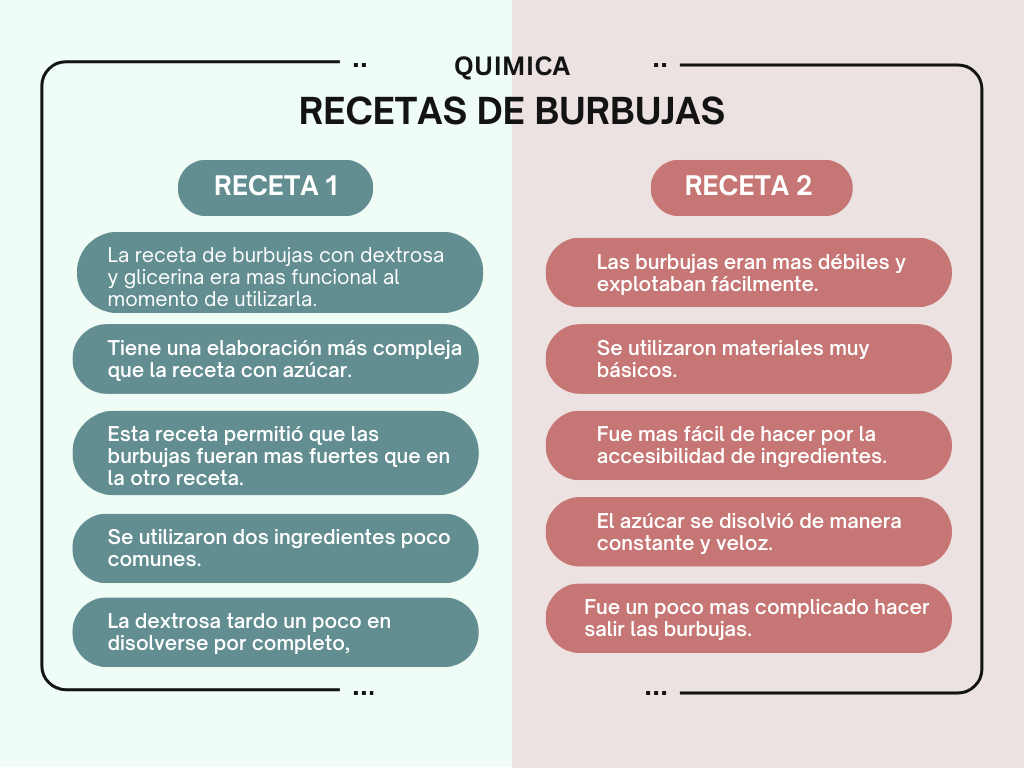 QUIMICA
RECETAS DE BURBUJAS
RECETA 1
La receta de burbujas con dextrosa
y glicerina era mas funcional al
momento de utilizarla.
Tiene una elaboración más compleja
que la receta con azúcar.
Esta receta permitió que las
burbujas fueran mas fuertes que en
la otro receta.
Se utilizaron dos ingredientes poco
comunes.
La dextrosa tardo un poco en
disolverse por completo,
RECETA 2
Las burbujas eran mas débiles y
explotaban fácilmente.
Se utilizaron materiales muy
básicos.
Fue mas fácil de hacer por la
accesibilidad de ingredientes.
El azúcar se disolvió de manera
constante y veloz.
Fue un poco mas complicado hacer
salir las burbujas.